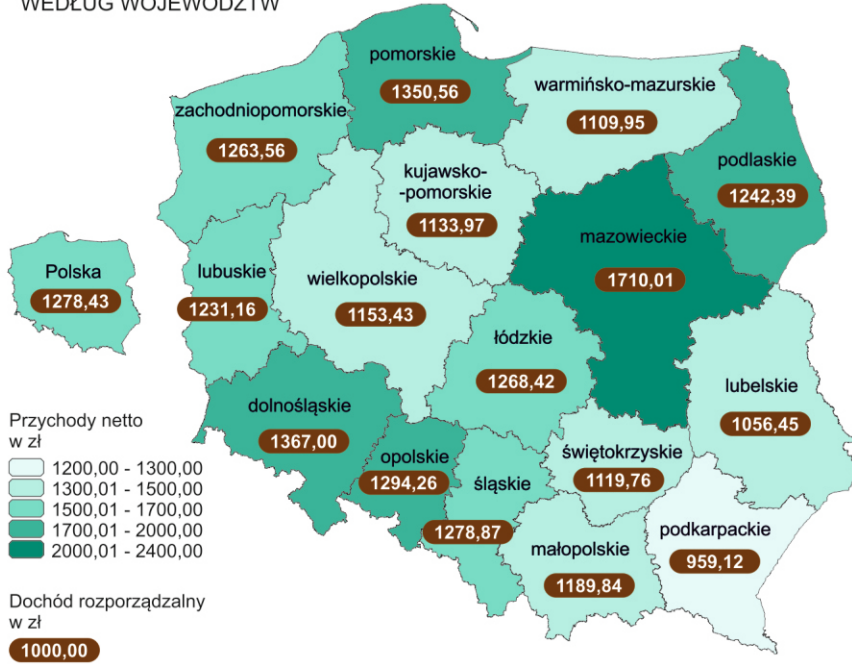 WEDŁUG WOJEWÓDZTW
pomorskie
1350,56
warmińsko-mazurskie
1109,95
zachodniopomorskie
1263,56
podlaskie
1242,39
kujawsko-
-pomorskie
1133,97
mazowieckie
1710,01
Polska
1278,43
lubuskie
1231,16
wielkopolskie
1153,43
łódzkie
1268,42
lubelskie
1056,45
dolnośląskie
1367,00
opolskie
1294,26
śląskie
1278,87
świętokrzyskie
1119,76
małopolskie
1189,84
podkarpackie
959,12
Przychody netto
w zł
1200,00 - 1300,00
1300,01 - 1500,00
1500,01 - 1700,00
1700,01 - 2000,00
2000,01 - 2400,00
Dochód rozporządzalny
w zł
1000,00